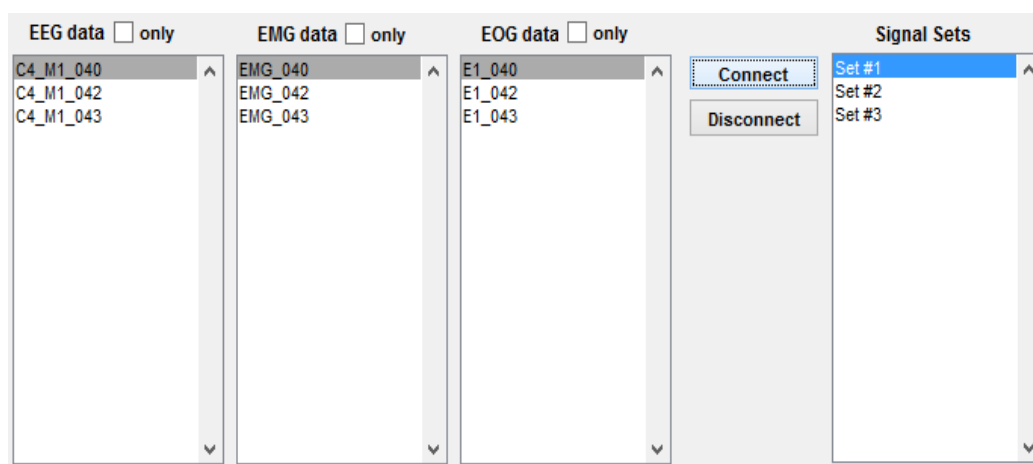 EEG data only
C4_M1_040
C4_M1_042
C4_M1_043
EMG data only
EMG_040
EMG_042
EMG_043
EOG data only
E1_040
E1_042
E1_043
Connect
Disconnect
Signal Sets
Set #1
Set #2
Set #3